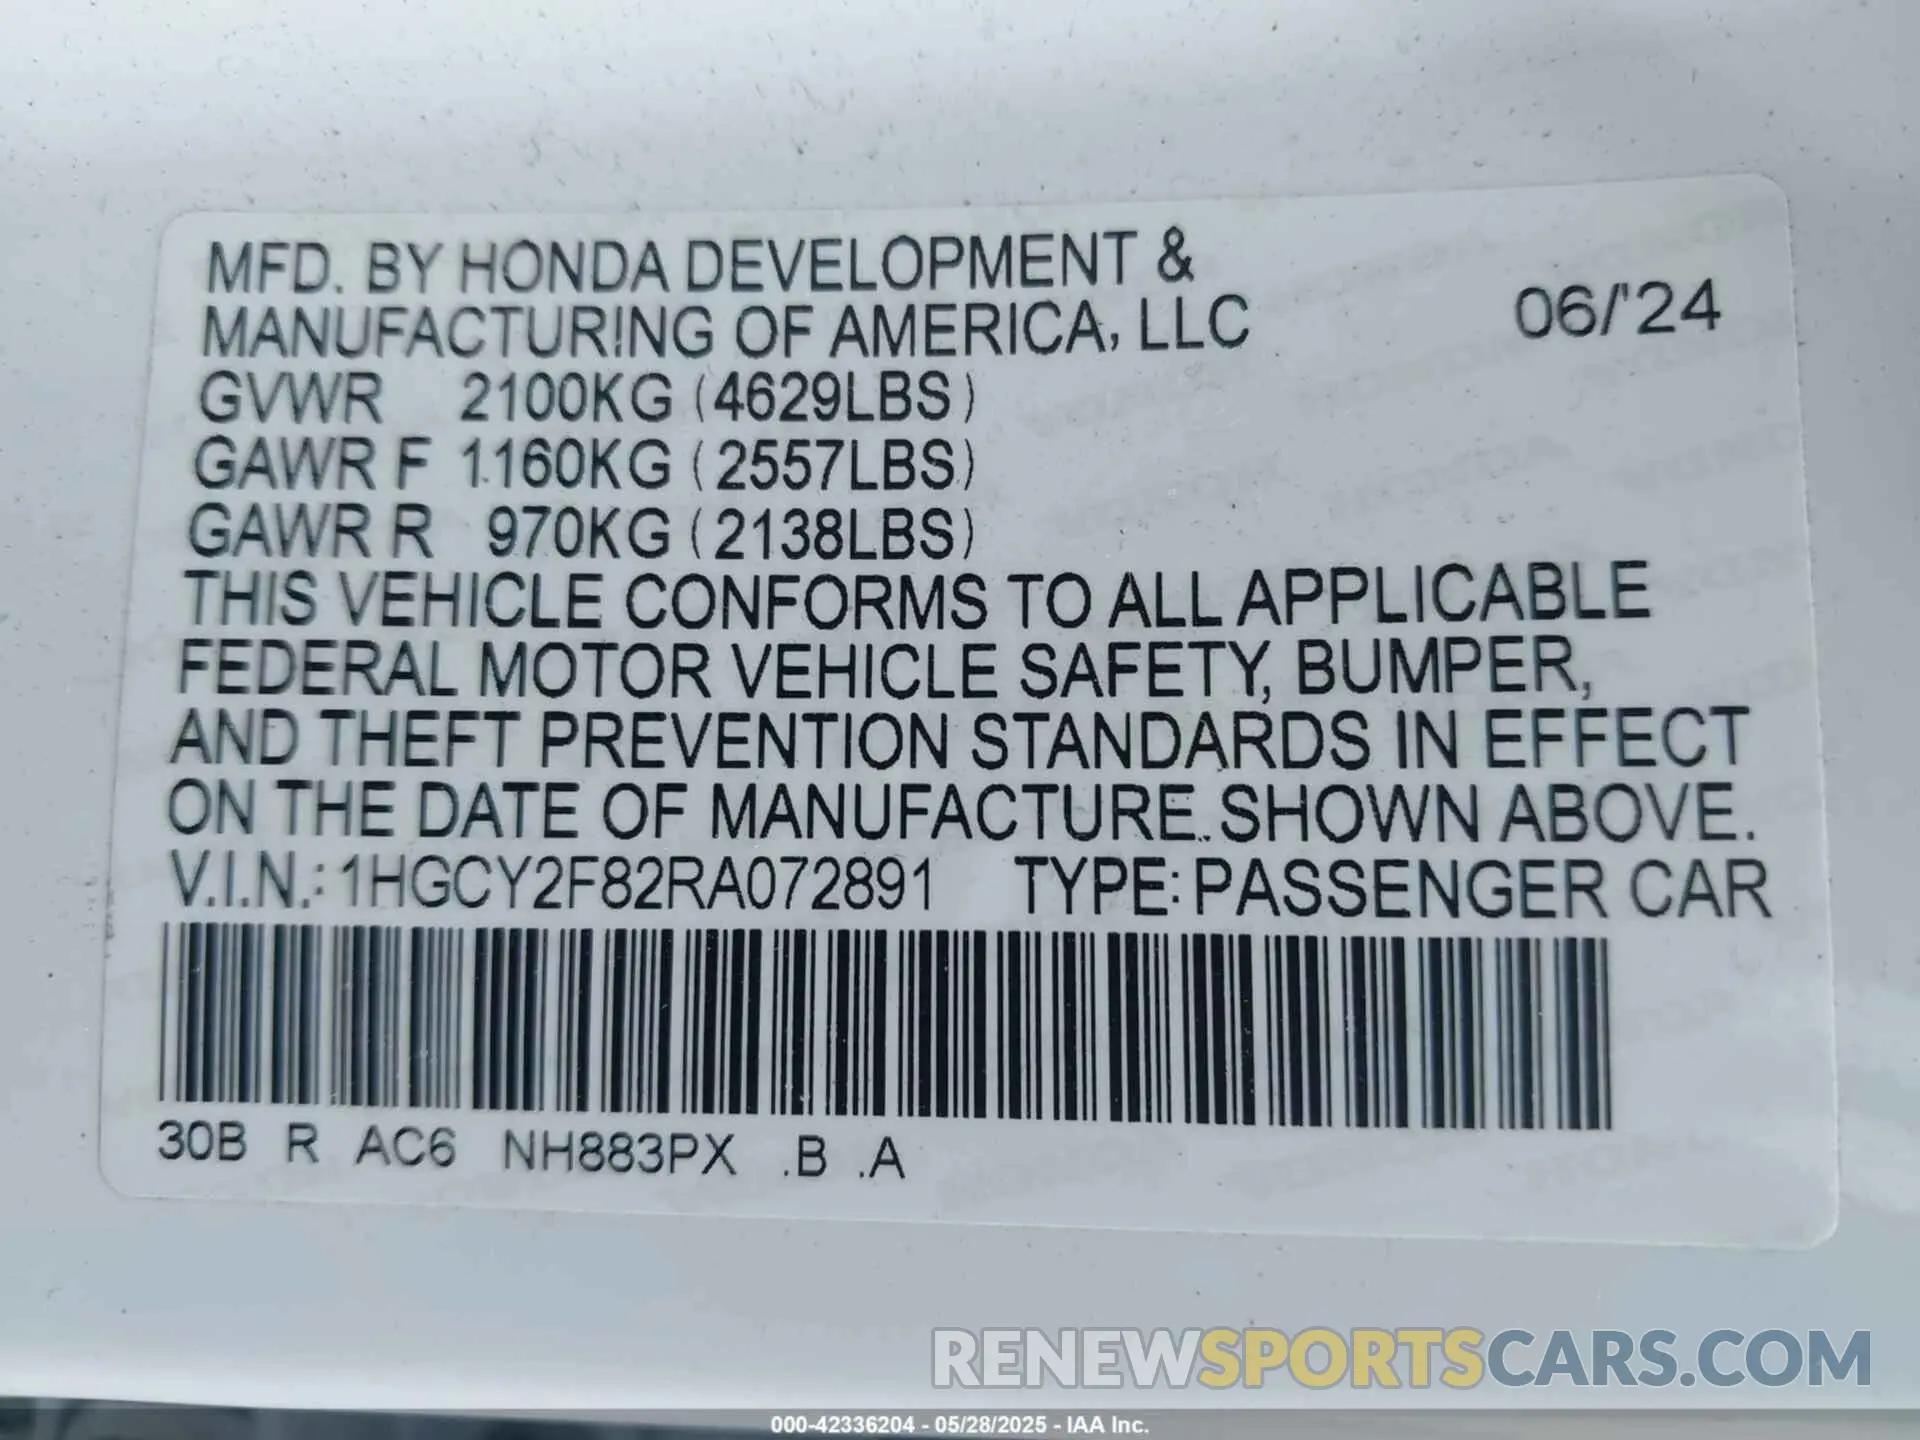 MFD. BY HONDA DEVELOPMENT &
MANUFACTURING OF AMERICA, LLC 06/'24
GVWR 2100KG (4629LBS)
GAWR F 1160KG (2557LBS)
GAWR R 970KG (2138LBS)
THIS VEHICLE CONFORMS TO ALL APPLICABLE
FEDERAL MOTOR VEHICLE SAFETY, BUMPER,
AND THEFT PREVENTION STANDARDS IN EFFECT
ON THE DATE OF MANUFACTURE SHOWN ABOVE.
V.I.N.: 1HGCY2F82RA072891 TYPE: PASSENGER CAR
30B R AC6 NH883PX .B .A
RENEWSPORTSCARS.COM
000-42336204 - 05/28/2025 - IAA Inc.